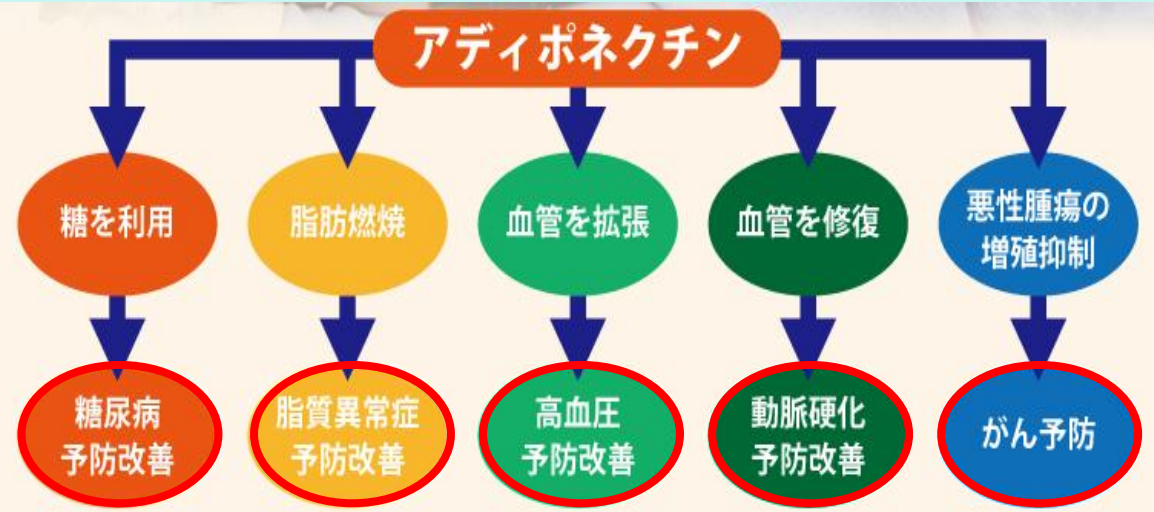 アディポネクチン
糖を利用
脂肪燃焼
血管を拡張
血管を修復
悪性腫瘍の
増殖抑制
糖尿病
予防改善
脂質異常症
予防改善
高血圧
予防改善
動脈硬化
予防改善
がん予防